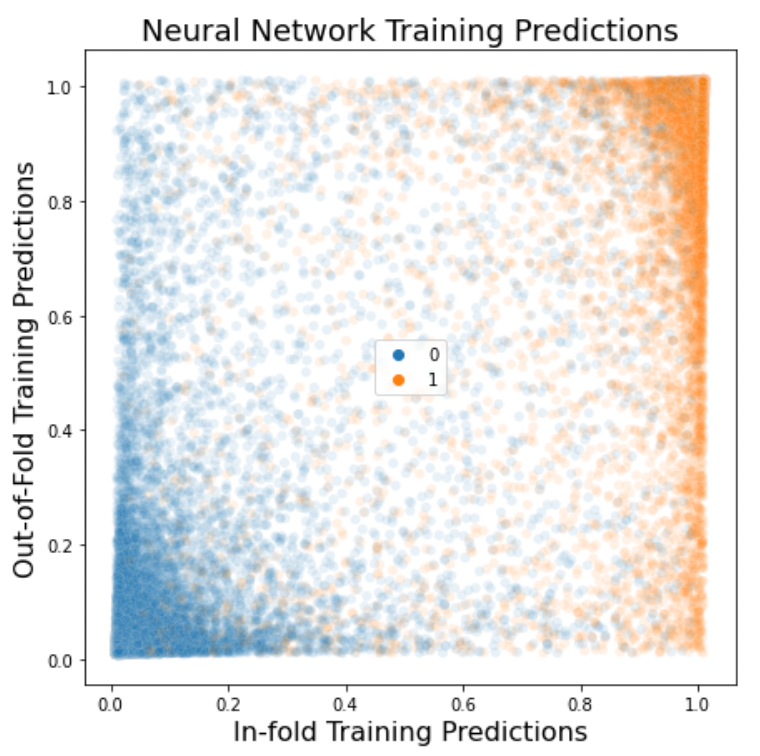 Neural Network Training Predictions
Out-of-Fold Training Predictions
1.0
0.8
0.6
0.4
0.2
0.0
0
1
0.0 0.2 0.4 0.6 0.8 1.0
In-fold Training Predictions